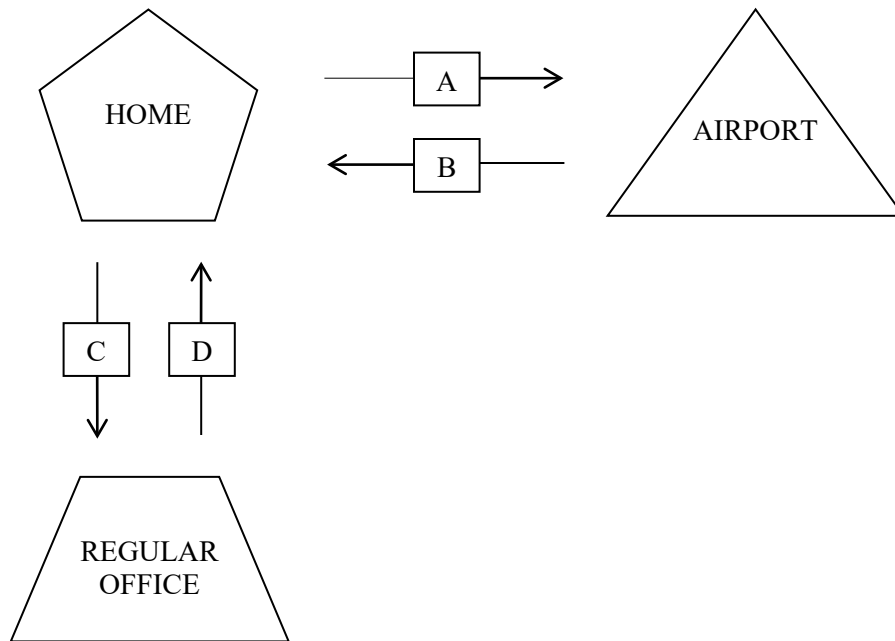 HOME
A
AIRPORT
B
C
D
REGULAR
OFFICE